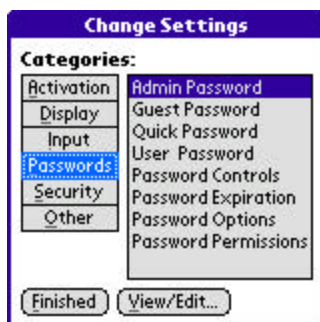 Change Settings
Categories:
Activation
Display
Input
Passwords
Security
Other
Admin Password
Guest Password
Quick Password
User Password
Password Controls
Password Expiration
Password Options
Password Permissions
Finished
View/Edit...